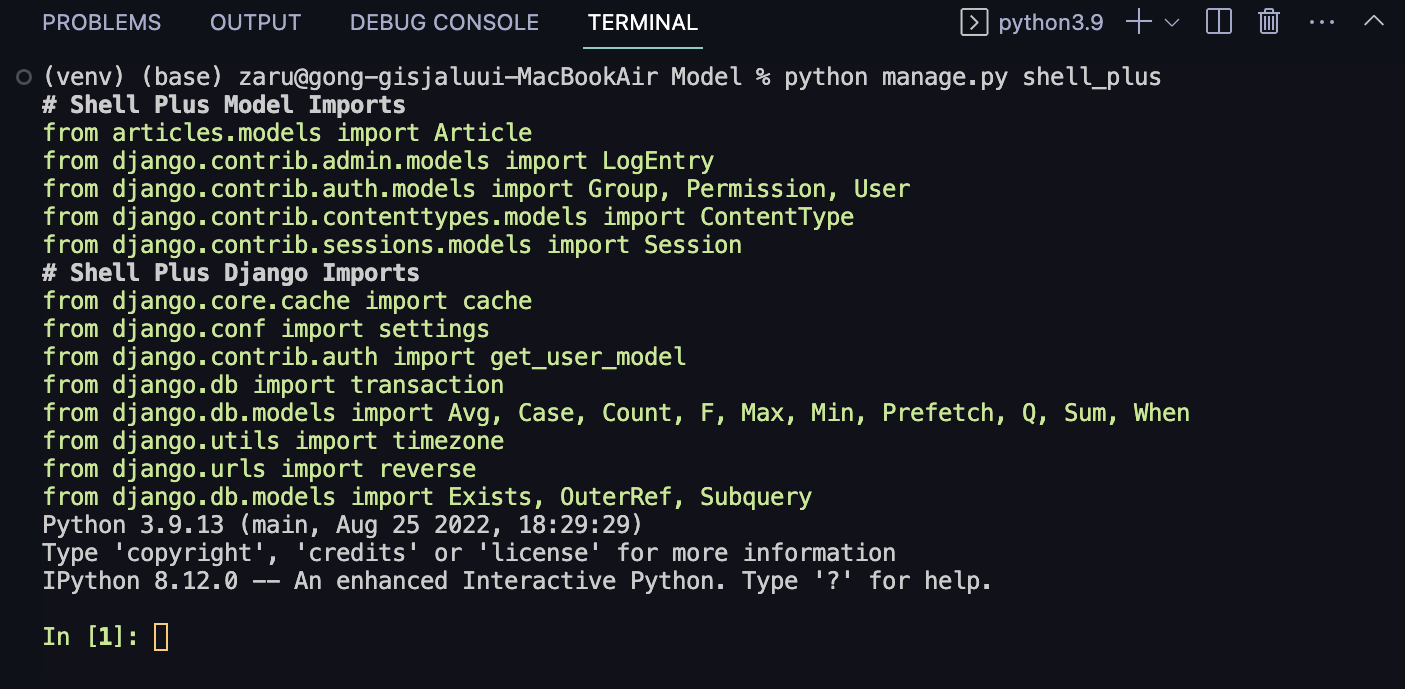 PROBLEMS OUTPUT DEBUG CONSOLE TERMINAL python3.9
(venv) (base) zaru@gong-gisjaluui-MacBookAir Model % python manage.py shell_plus
# Shell Plus Model Imports
from articles.models import Article
from django.contrib.admin.models import LogEntry
from django.contrib.auth.models import Group, Permission, User
from django.contrib.contenttypes.models import ContentType
from django.contrib.sessions.models import Session
# Shell Plus Django Imports
from django.core.cache import cache
from django.conf import settings
from django.contrib.auth import get_user_model
from django.db import transaction
from django.db.models import Avg, Case, Count, F, Max, Min, Prefetch, Q, Sum, When
from django.utils import timezone
from django.urls import reverse
from django.db.models import Exists, OuterRef, Subquery
Python 3.9.13 (main, Aug 25 2022, 18:29:29)
Type 'copyright', 'credits' or 'license' for more information
IPython 8.12.0 -- An enhanced Interactive Python. Type '?' for help.
In [1]: